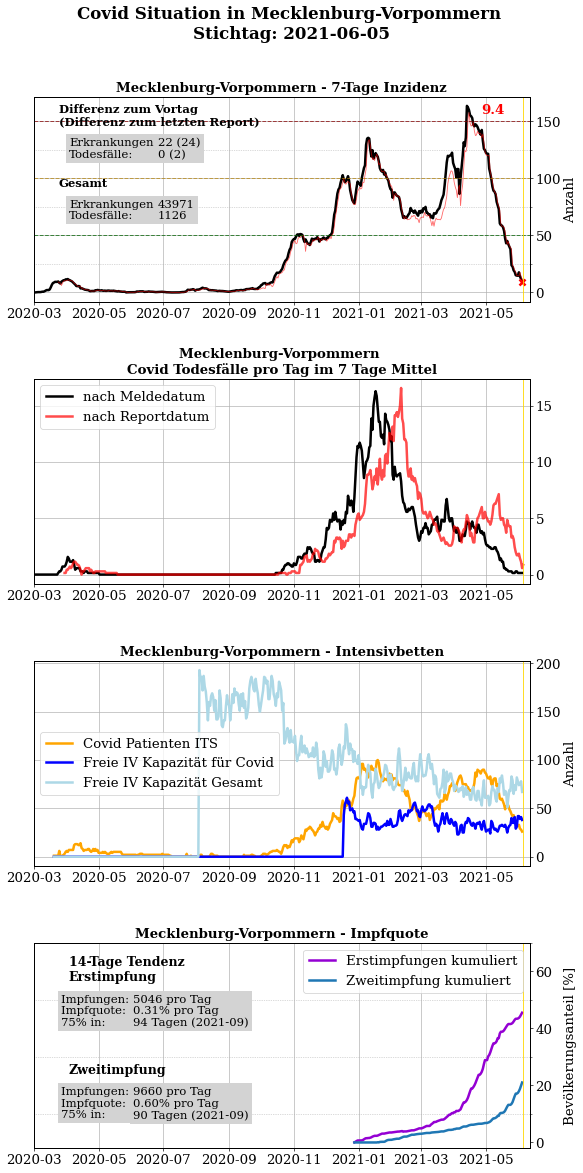 Covid Situation in Mecklenburg-Vorpommern
Stichtag: 2021-06-05
Mecklenburg-Vorpommern - 7-Tage Inzidenz
Differenz zum Vortag
(Differenz zum letzten Report)
Erkrankungen 22 (24)
Todesfälle: 0 (2)
Gesamt
Erkrankungen 43971
Todesfälle: 1126
9.4
150
100
50
0
Anzahl
2020-03 2020-05 2020-07 2020-09 2020-11 2021-01 2021-03 2021-05
Mecklenburg-Vorpommern
Covid Todesfälle pro Tag im 7 Tage Mittel
nach Meldedatum
nach Reportdatum
15
10
5
0
2020-03 2020-05 2020-07 2020-09 2020-11 2021-01 2021-03 2021-05
Mecklenburg-Vorpommern - Intensivbetten
Covid Patienten ITS
Freie IV Kapazität für Covid
Freie IV Kapazität Gesamt
200
150
100
50
0
Anzahl
2020-03 2020-05 2020-07 2020-09 2020-11 2021-01 2021-03 2021-05
Mecklenburg-Vorpommern - Impfquote
14-Tage Tendenz
Erstimpfung
Impfungen: 5046 pro Tag
Impfquote: 0.31% pro Tag
75% in: 94 Tagen (2021-09)
Zweitimpfung
Impfungen: 9660 pro Tag
Impfquote: 0.60% pro Tag
75% in: 90 Tagen (2021-09)
Erstimpfungen kumuliert
Zweitimpfung kumuliert
60
40
20
0
Bevölkerungsanteil [%]
2020-03 2020-05 2020-07 2020-09 2020-11 2021-01 2021-03 2021-05